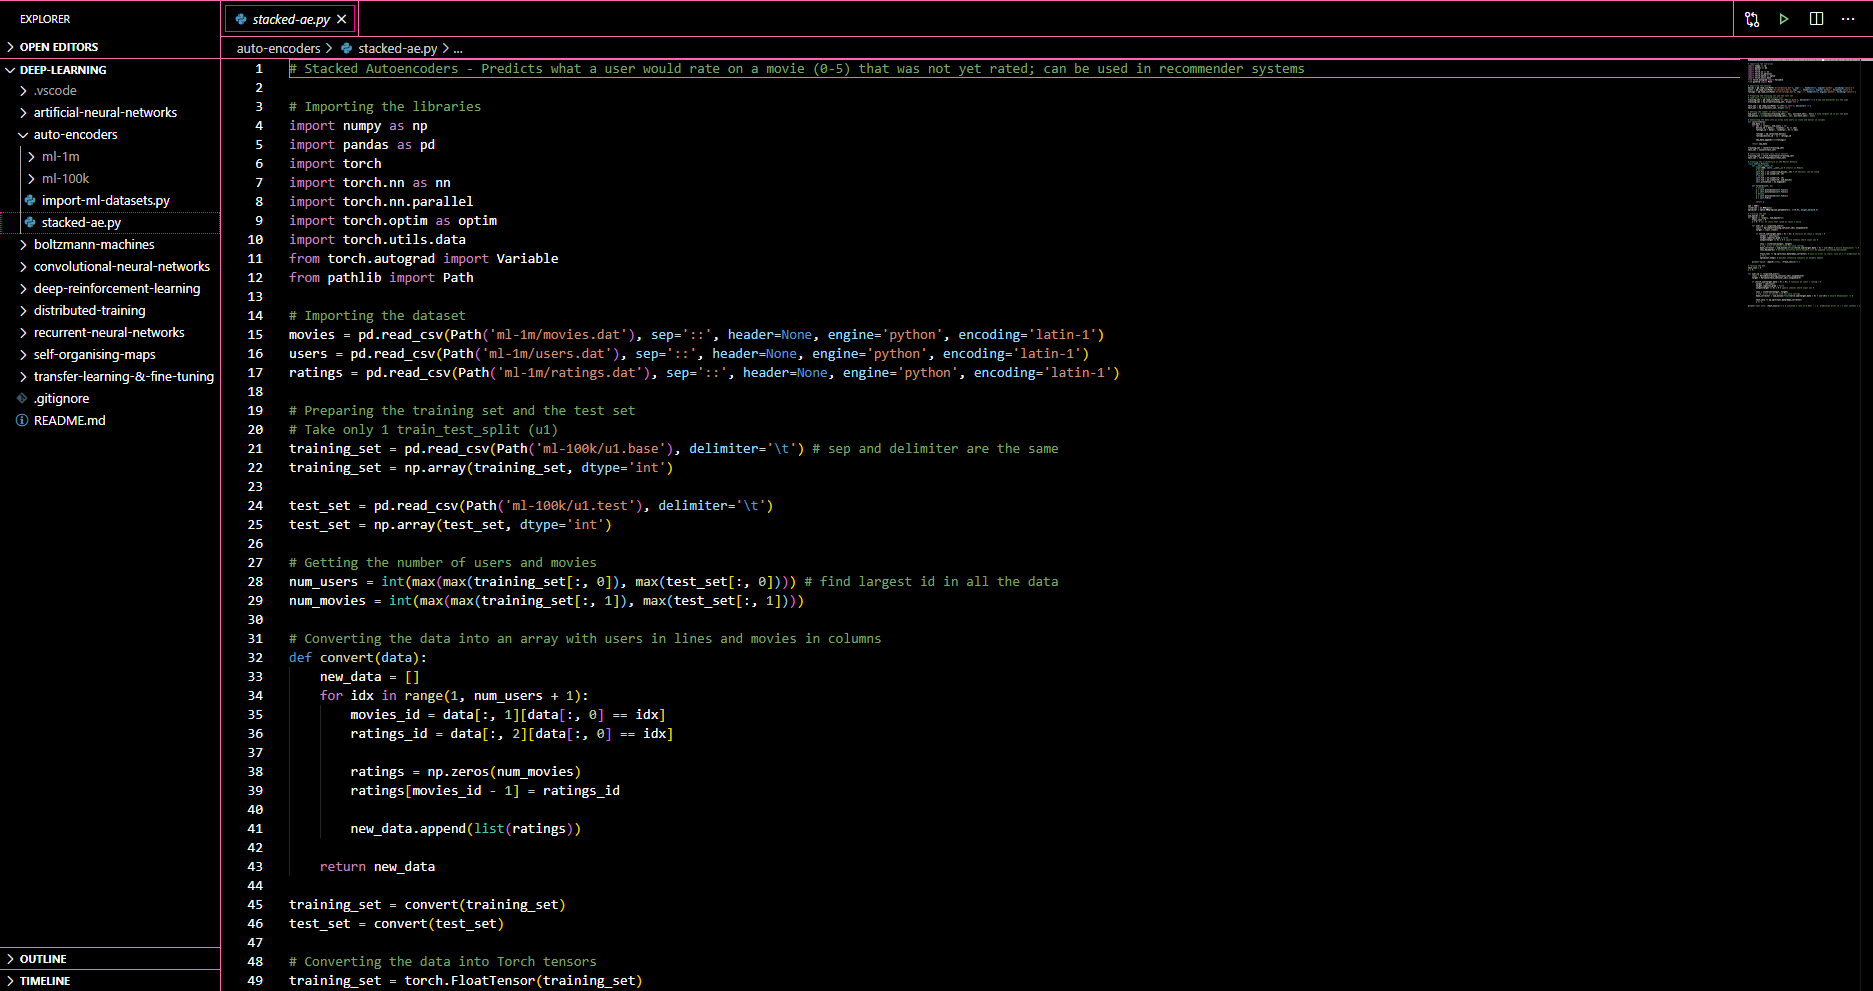 EXPLORER
OPEN EDITORS
DEEP-LEARNING
.vscode
artificial-neural-networks
auto-encoders
ml-1m
ml-100k
import-ml-datasets.py
stacked-ae.py
boltzmann-machines
convolutional-neural-networks
deep-reinforcement-learning
distributed-training
recurrent-neural-networks
self-organising-maps
transfer-learning-&-fine-tuning
.gitignore
README.md
OUTLINE
TIMELINE
stacked-ae.py
auto-encoders > stacked-ae.py > ...
1 # Stacked Autoencoders - Predicts what a user would rate on a movie (0-5) that was not yet rated; can be used in recommender systems
2
3 # Importing the libraries
4 import numpy as np
5 import pandas as pd
6 import torch
7 import torch.nn as nn
8 import torch.nn.parallel
9 import torch.optim as optim
10 import torch.utils.data
11 from torch.autograd import Variable
12 from pathlib import Path
13
14 # Importing the dataset
15 movies = pd.read_csv(Path('ml-1m/movies.dat'), sep='::', header=None, engine='python', encoding='latin-1')
16 users = pd.read_csv(Path('ml-1m/users.dat'), sep='::', header=None, engine='python', encoding='latin-1')
17 ratings = pd.read_csv(Path('ml-1m/ratings.dat'), sep='::', header=None, engine='python', encoding='latin-1')
18
19 # Preparing the training set and the test set
20 # Take only 1 train_test_split (u1)
21 training_set = pd.read_csv(Path('ml-100k/u1.base'), delimiter='\t') # sep and delimiter are the same
22 training_set = np.array(training_set, dtype='int')
23
24 test_set = pd.read_csv(Path('ml-100k/u1.test'), delimiter='\t')
25 test_set = np.array(test_set, dtype='int')
26
27 # Getting the number of users and movies
28 num_users = int(max(max(training_set[:, 0]), max(test_set[:, 0]))) # find largest id in all the data
29 num_movies = int(max(max(training_set[:, 1]), max(test_set[:, 1])))
30
31 # Converting the data into an array with users in lines and movies in columns
32 def convert(data):
33     new_data = []
34     for idx in range(1, num_users + 1):
35         movies_id = data[:, 1][data[:, 0] == idx]
36         ratings_id = data[:, 2][data[:, 0] == idx]
37
38         ratings = np.zeros(num_movies)
39         ratings[movies_id - 1] = ratings_id
40
41         new_data.append(list(ratings))
42
43     return new_data
44
45 training_set = convert(training_set)
46 test_set = convert(test_set)
47
48 # Converting the data into Torch tensors
49 training_set = torch.FloatTensor(training_set)